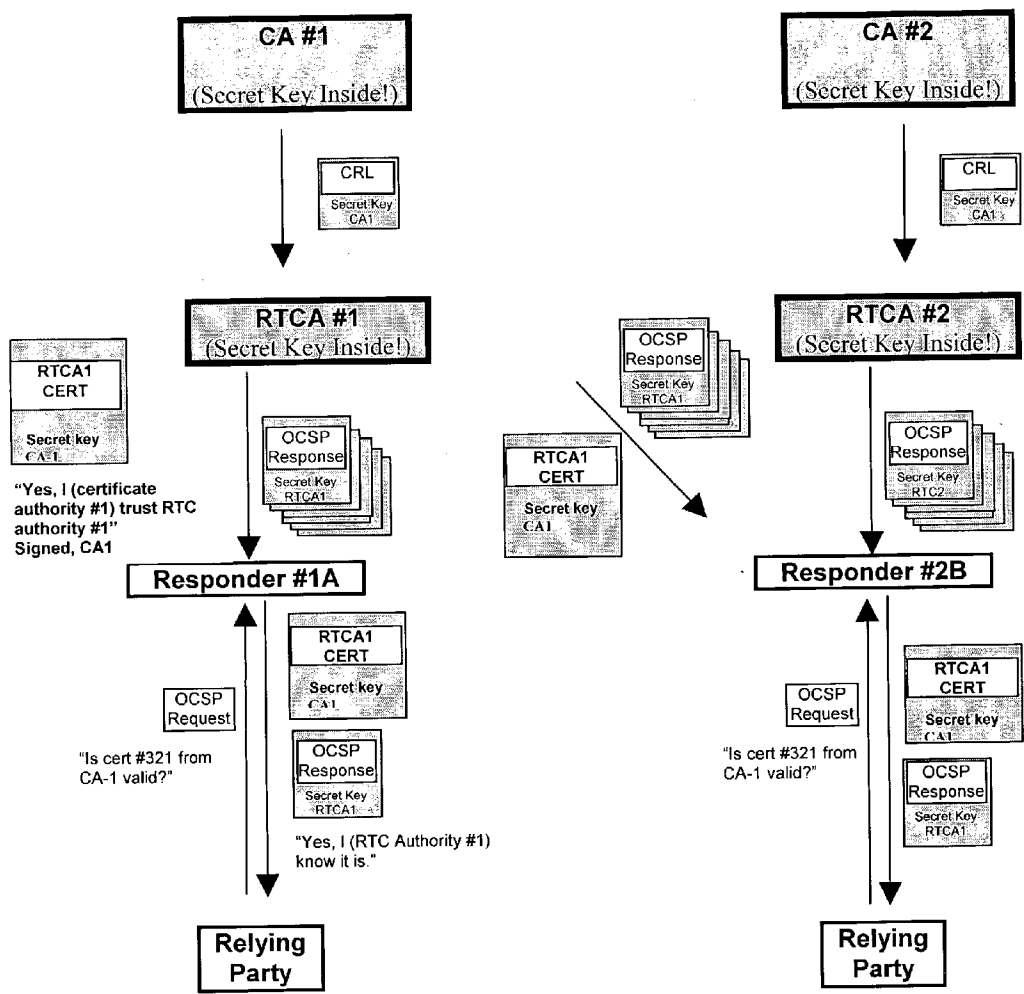 CA #1
(Secret Key Inside!)
CRL
Secret Key
CA1
RTCA #1
(Secret Key Inside!)
RTCA1
CERT
Secret key
CA-1
"Yes, I (certificate
authority #1) trust RTC
authority #1"
Signed, CA1
OCSP
Response
Secret Key
RTCA1
Responder #1A
OCSP
Request
"Is cert #321 from
CA-1 valid?"
RTCA1
CERT
Secret key
CA1
OCSP
Response
Secret Key
RTCA1
"Yes, I (RTC Authority #1)
know it is."
Relying
Party
CA #2
(Secret Key Inside!)
CRL
Secret Key
CA1
RTCA #2
(Secret Key Inside!)
OCSP
Response
Secret Key
RTCA1
RTCA1
CERT
Secret key
CA1
OCSP
Response
Secret Key
RTC2
Responder #2B
OCSP
Request
"Is cert #321 from
CA-1 valid?"
RTCA1
CERT
Secret key
CA1
OCSP
Response
Secret Key
RTCA1
Relying
Party